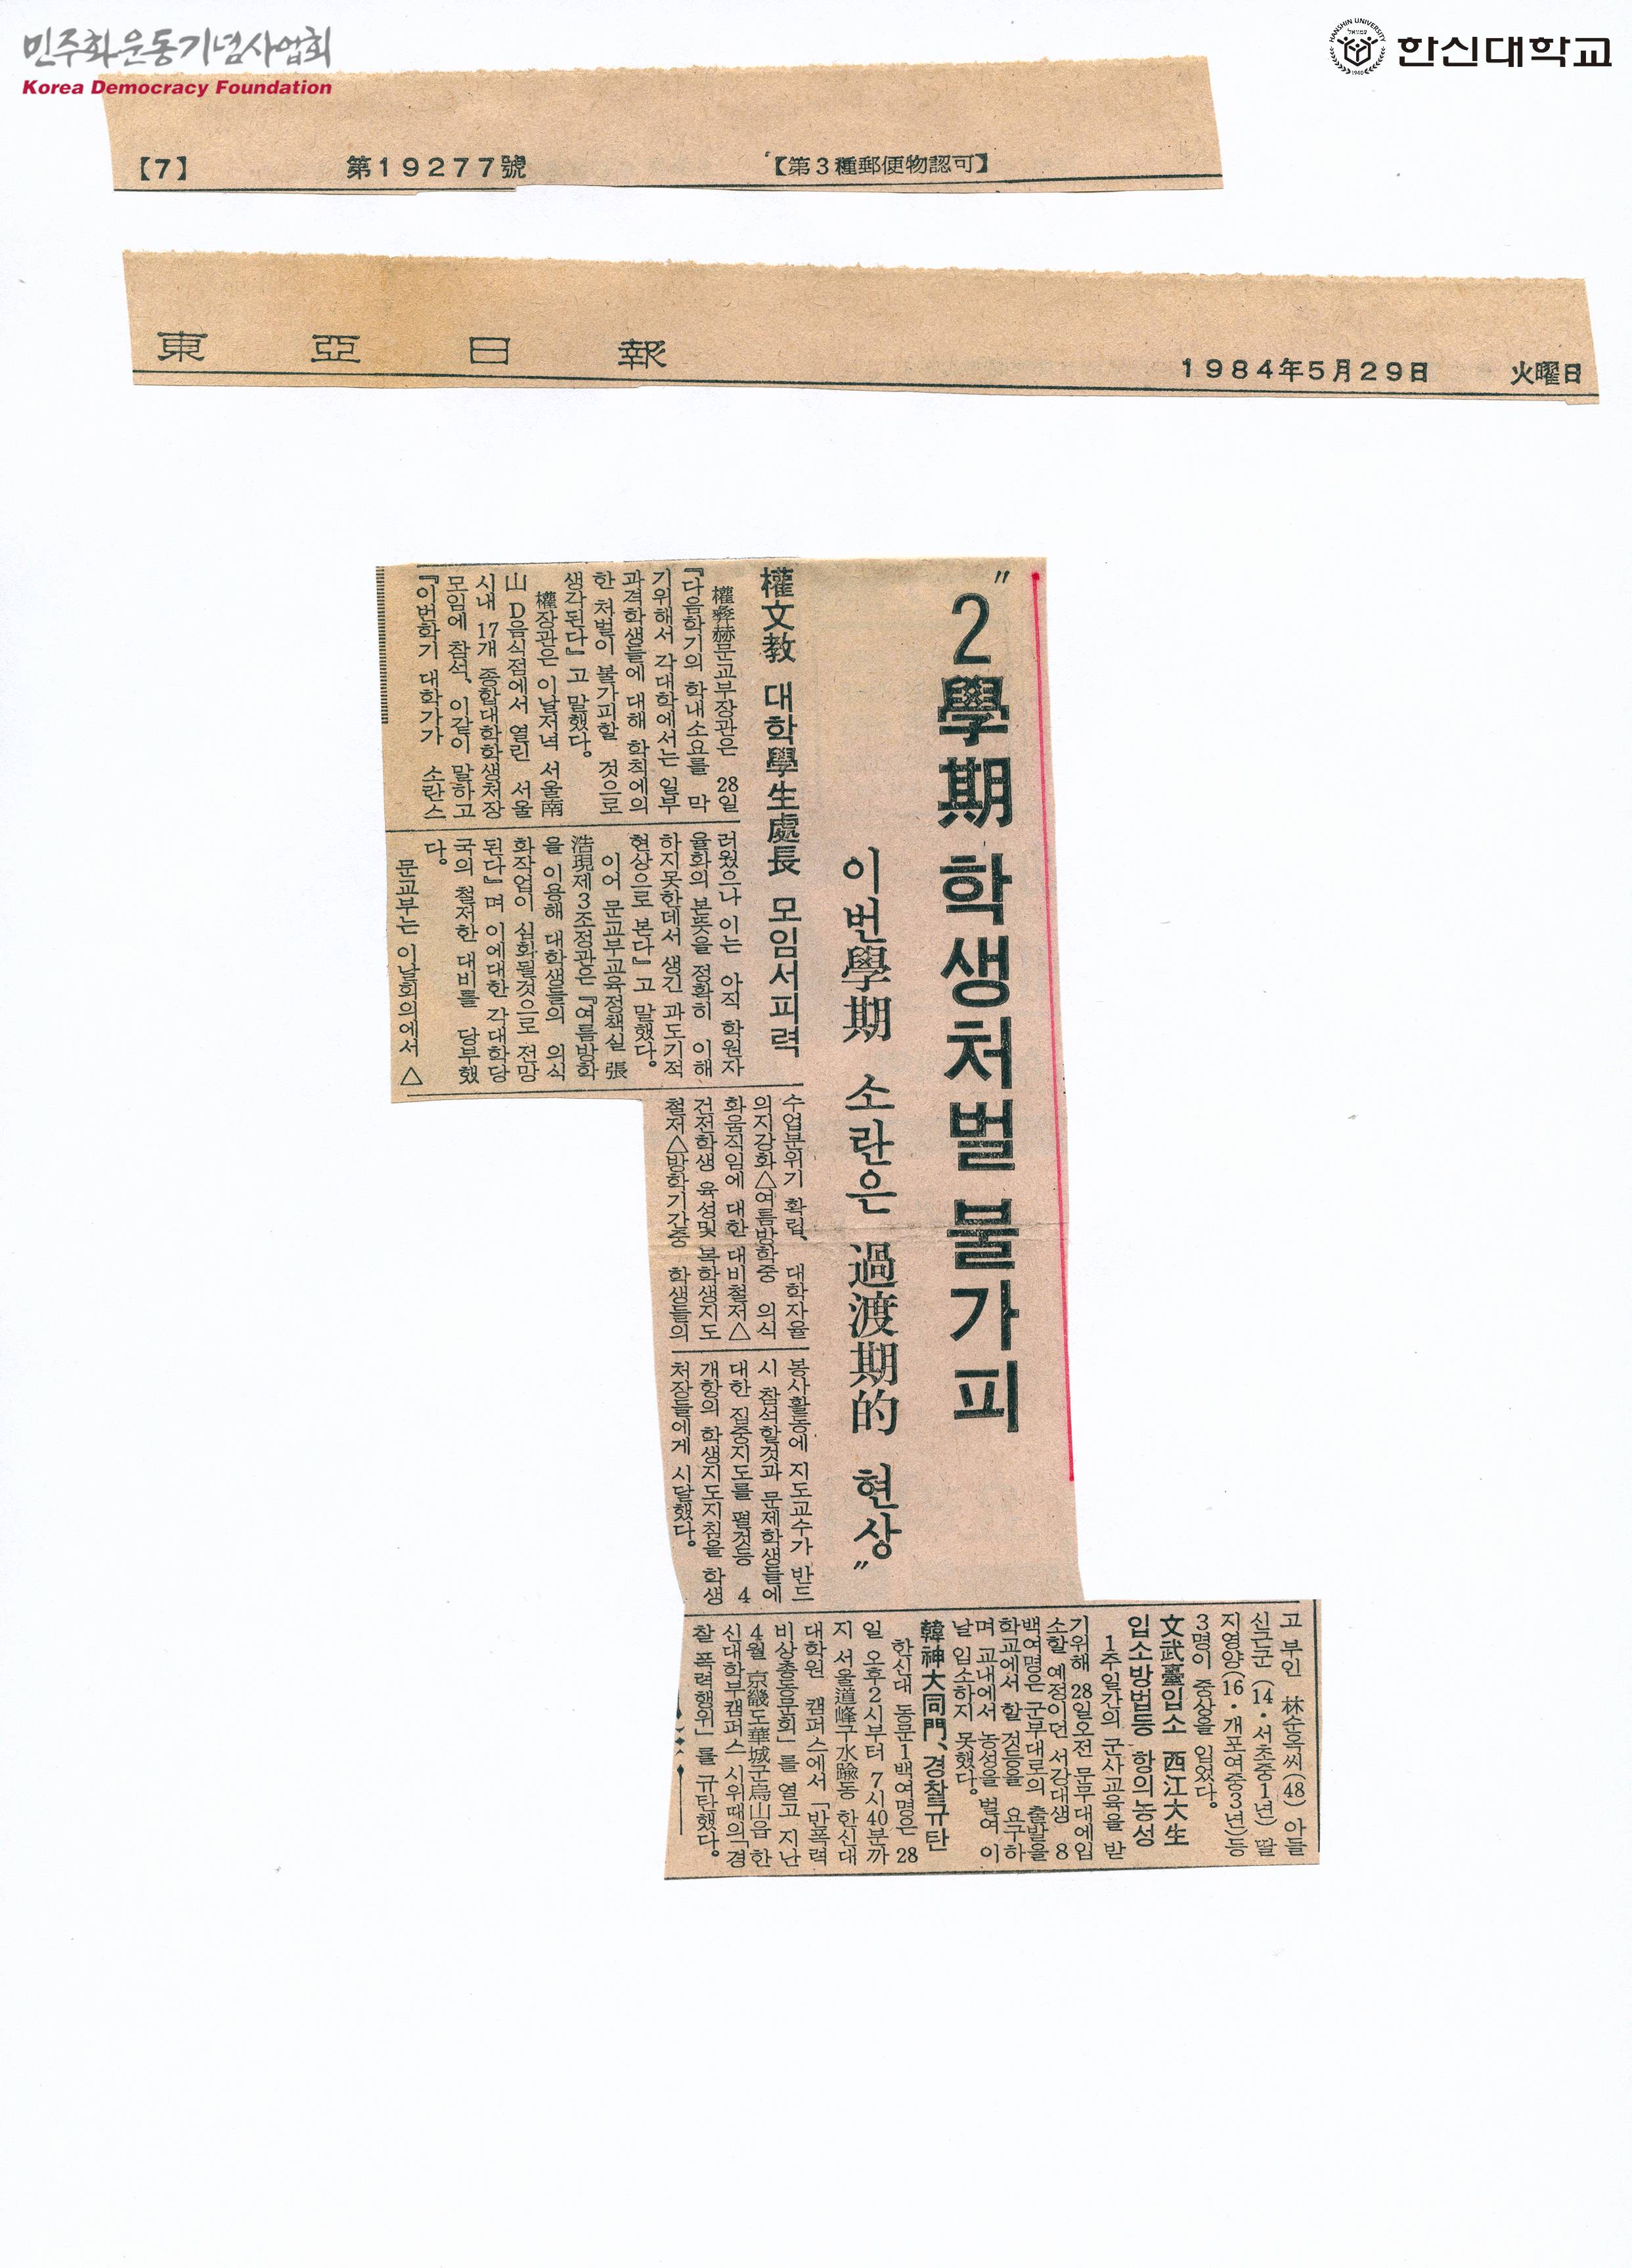 민주화운동기념사업회
Korea Democracy Foundation
HANSHIN UNIVERSITY
1940
한신대학교
【7】 第19277號 【第3種郵便物認可】
東亞日報 1984年5月29日 火曜日
"2學期 학생처벌 불가피
이번學期 소란은 過渡期的 현상"
權文教 대학學生處長 모임서피력
權彛赫문교부장관은 28일
『다음학기의 학내소요를 막
기위해서 각대학에서는 일부
과격학생들에 대해 학칙에의
한 처벌이 불가피할 것으로
생각된다』고 말했다.
權장관은 이날저녁 서울南
山 D음식점에서 열린 서울
시내 17개 종합대학학생처장
모임에 참석, 이같이 말하고
『이번학기 대학가가 소란스
러웠으나 이는 아직 학원자
율화의 본뜻을 정확히 이해
하지못한데서 생긴 과도기적
현상으로 본다』고 말했다.
이어 문교부교육정책실 張
浩現제3조정관은 『여름방학
을 이용해 대학생들의 의식
화작업이 심화될것으로 전망
된다』며 이에대한 각대학당
국의 철저한 대비를 당부했
다.
문교부는 이날회의에서 △
수업분위기 확립, 대학자율
의지강화△여름방학중 의식
화움직임에 대한 대비철저△
건전학생 육성및 복학생지도
철저△방학기간중 학생들의
봉사활동에 지도교수가 반드
시 참석할것과 문제학생들에
대한 집중지도를 펼것등 4
개항의 학생지도지침을 학생
처장들에게 시달했다.
고 부인 林순옥씨(48) 아들
신근군(14·서초중1년) 딸
지영양(16·개포여중3년)등
3명이 중상을 입었다.
文武臺입소 西江大生
입소방법등 항의농성
1주일간의 군사교육을 받
기위해 28일오전 문무대에입
소할 예정이던 서강대생 8
백여명은 군부대로의 출발을
학교에서 할 것등을 요구하
며 교내에서 농성을 벌여 이
날 입소하지 못했다.
韓神大同門、경찰규탄
한신대 동문1백여명은 28
일 오후2시부터 7시40분까
지 서울道峰구水踰동 한신대
대학원 캠퍼스에서 「반폭력
비상총동문회」를 열고 지난
4월 京畿도華城군烏山읍 한
신대학부캠퍼스 시위때의 「경
찰 폭력행위」를 규탄했다.